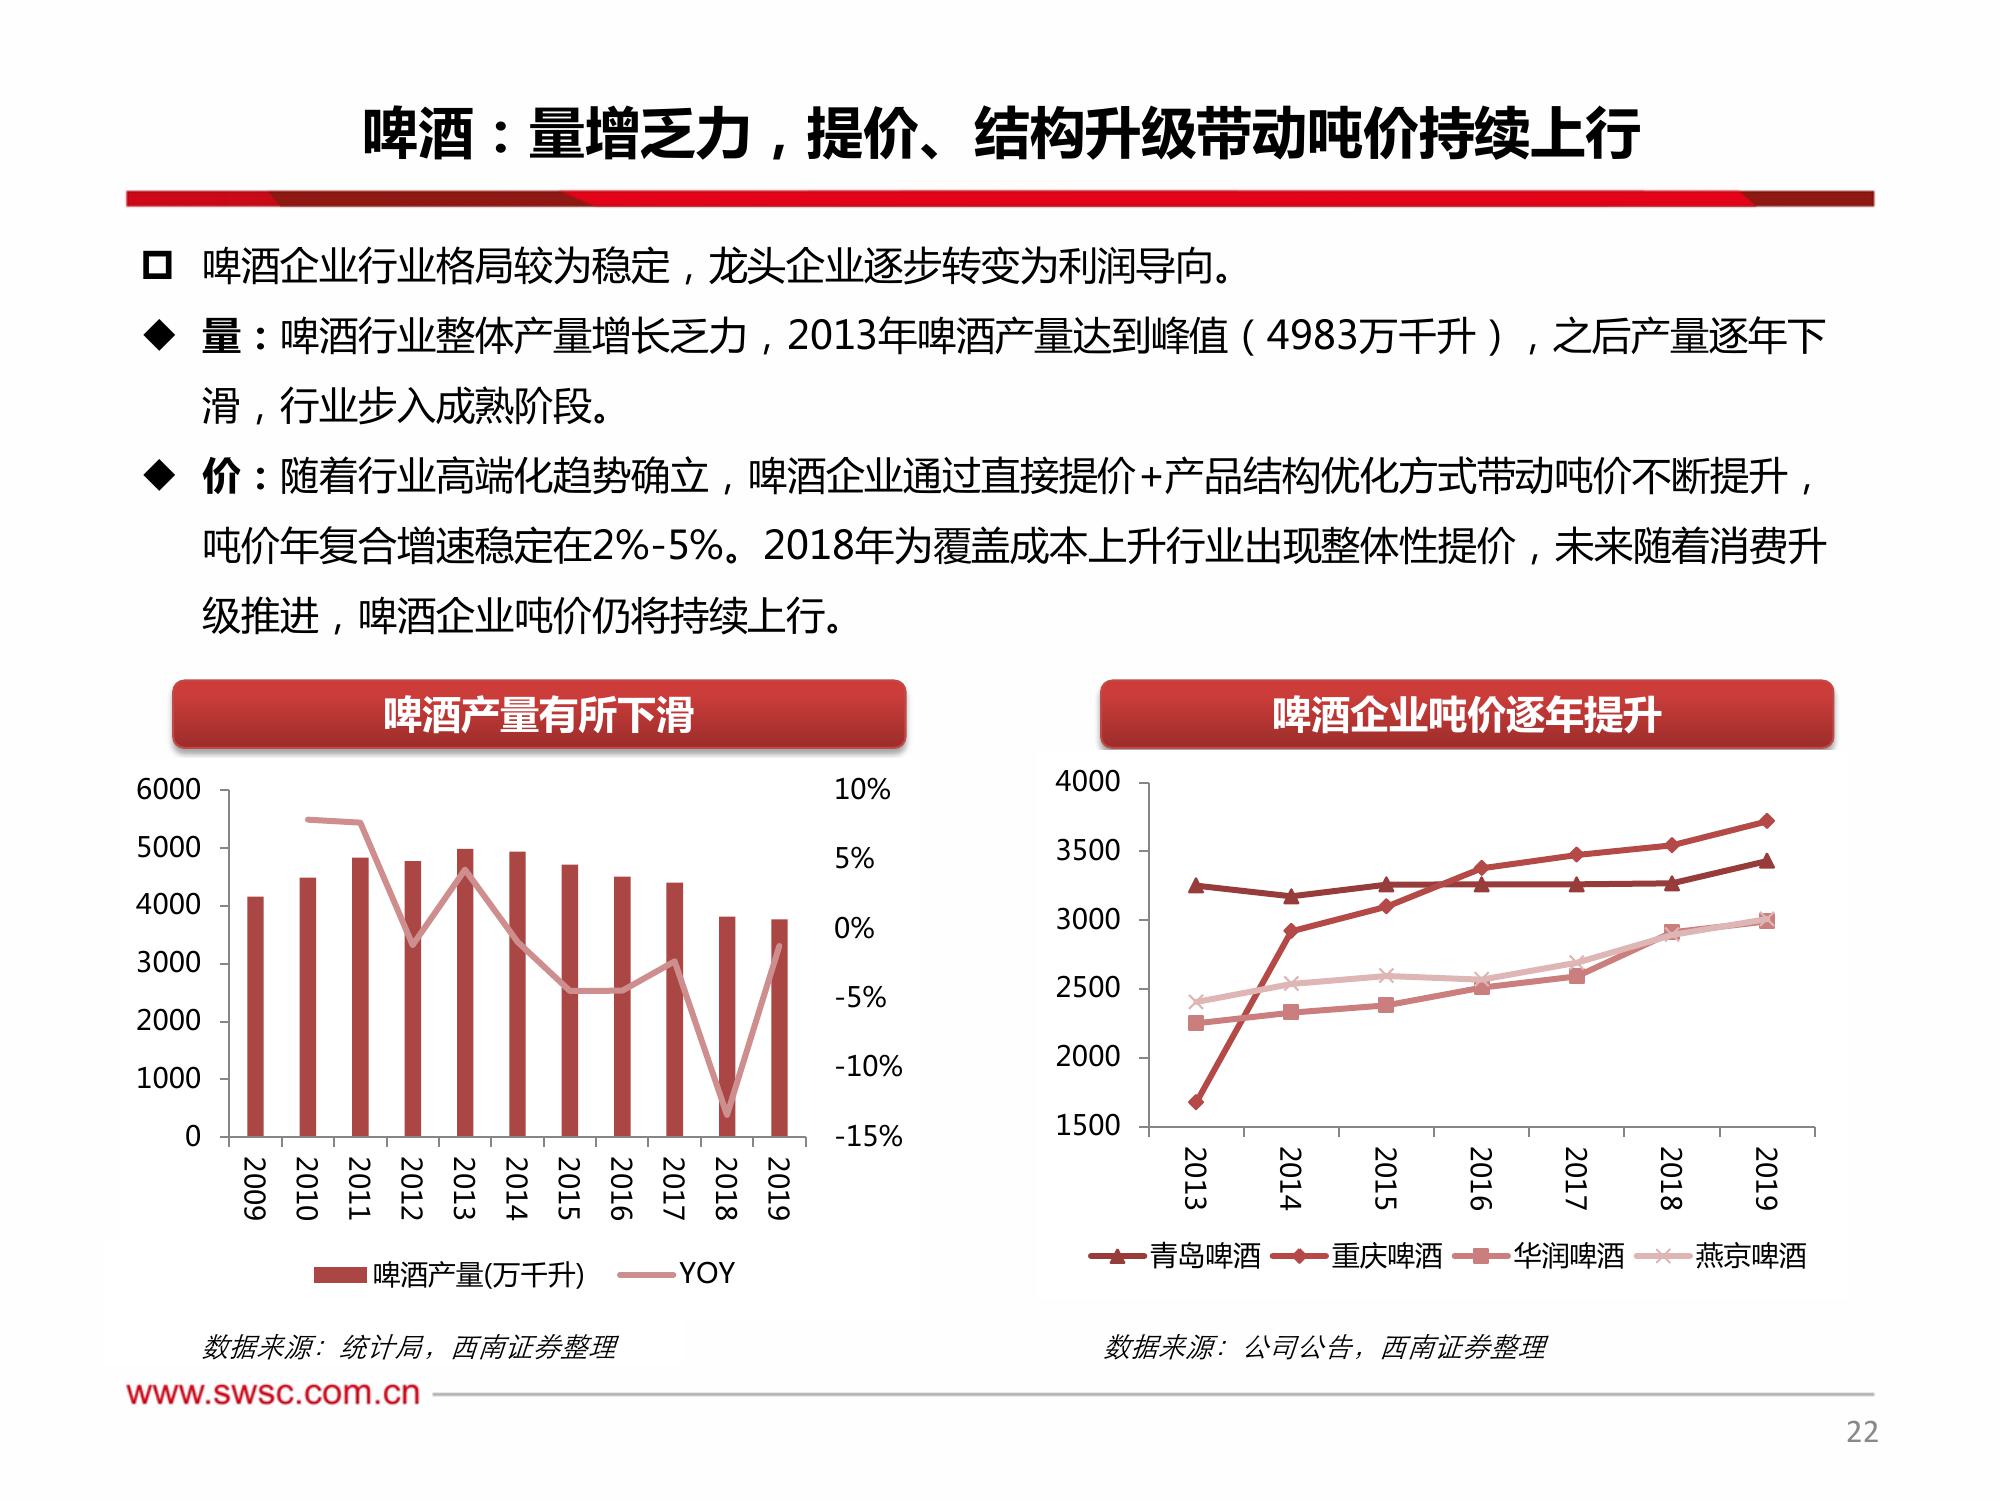 啤酒：量增乏力，提价、结构升级带动吨价持续上行
啤酒企业行业格局较为稳定，龙头企业逐步转变为利润导向。
量：啤酒行业整体产量增长乏力，2013年啤酒产量达到峰值（4983万千升），之后产量逐年下
滑，行业步入成熟阶段。
价：随着行业高端化趋势确立，啤酒企业通过直接提价+产品结构优化方式带动吨价不断提升，
吨价年复合增速稳定在2%-5%。2018年为覆盖成本上升行业出现整体性提价，未来随着消费升
级推进，啤酒企业吨价仍将持续上行。
啤酒产量有所下滑
6000
5000
4000
3000
2000
1000
0
10%
5%
0%
-5%
-10%
-15%
2009
2010
2011
2012
2013
2014
2015
2016
2017
2018
2019
啤酒产量(万千升)
YOY
数据来源：统计局，西南证券整理
啤酒企业吨价逐年提升
4000
3500
3000
2500
2000
1500
2013
2014
2015
2016
2017
2018
2019
青岛啤酒
重庆啤酒
华润啤酒
燕京啤酒
数据来源：公司公告，西南证券整理
www.swsc.com.cn
22